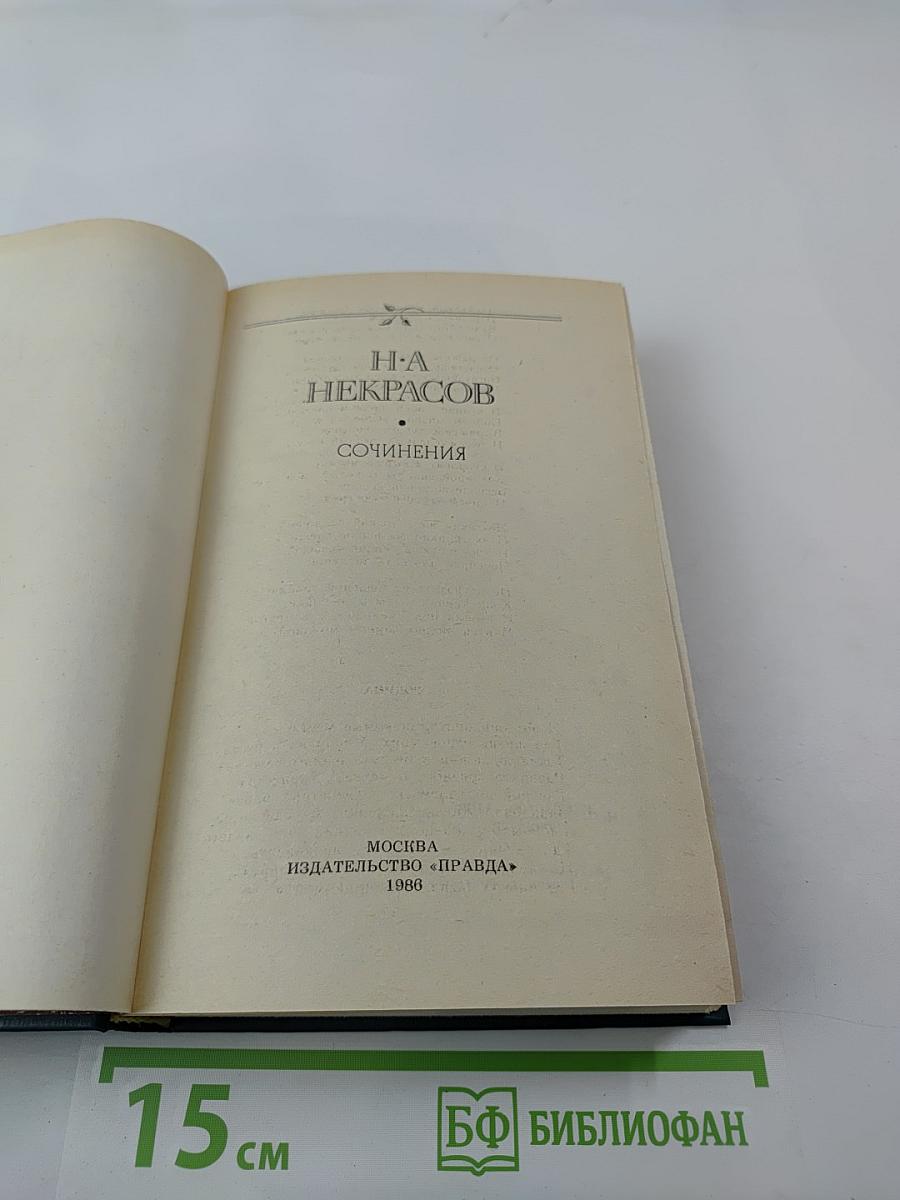 Н·А
НЕКРАСОВ
СОЧИНЕНИЯ
МОСКВА
ИЗДАТЕЛЬСТВО «ПРАВДА»
1986
15 см
БФ БИБЛИОФАН